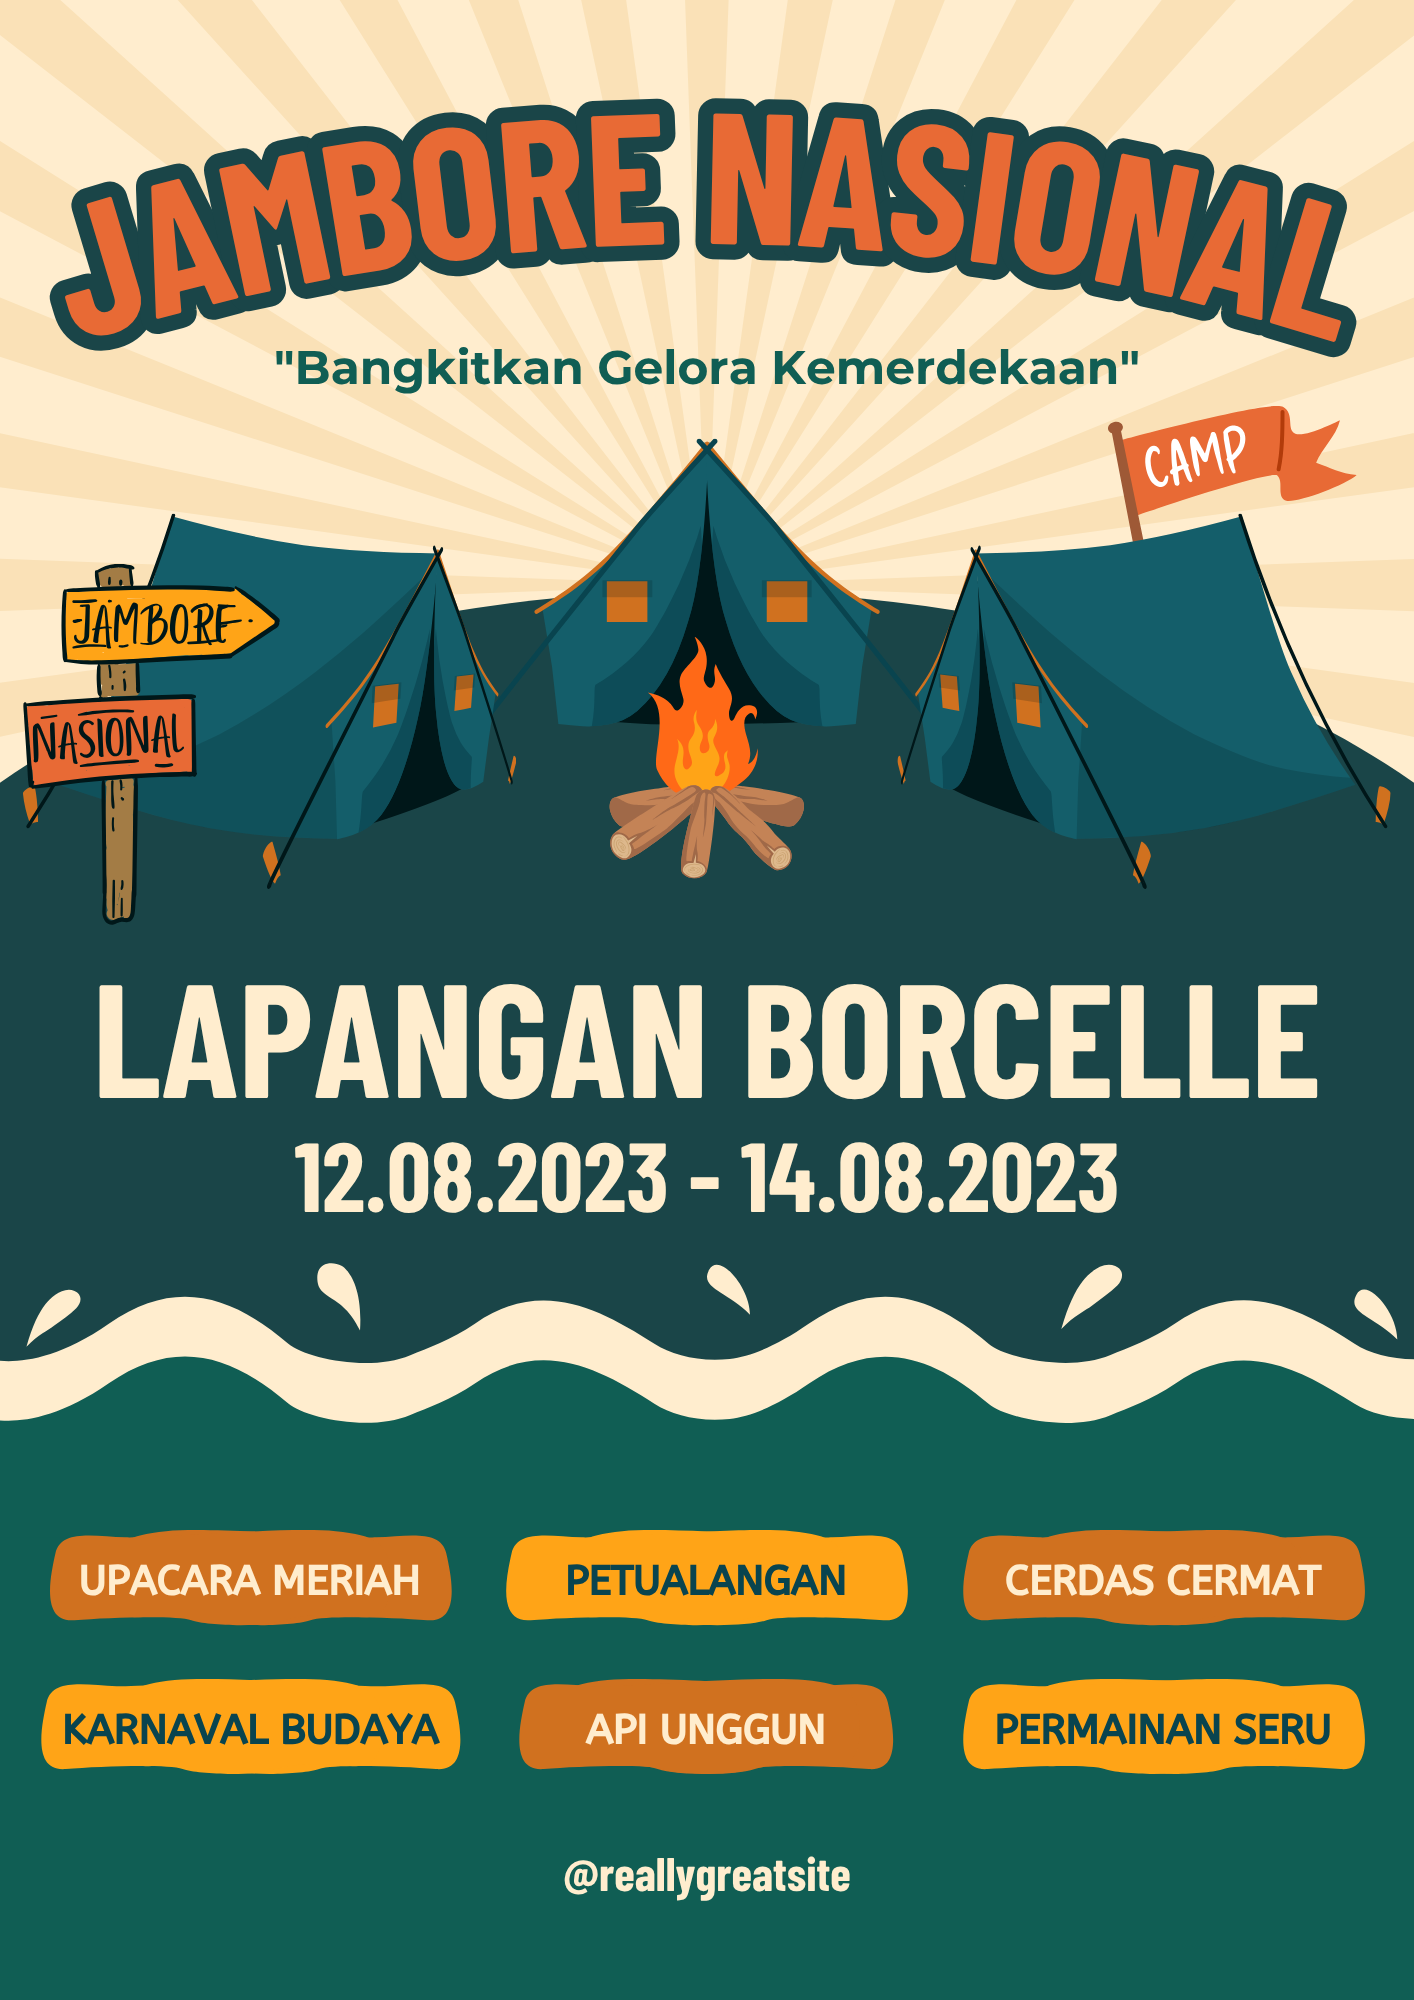 JAMBORE NASIONAL
"Bangkitkan Gelora Kemerdekaan"
CAMP
JAMBORE
NASIONAL
LAPANGAN BORCELLE
12.08.2023 - 14.08.2023
UPACARA MERIAH
PETUALANGAN
CERDAS CERMAT
KARNAVAL BUDAYA
API UNGGUN
PERMAINAN SERU
@reallygreatsite